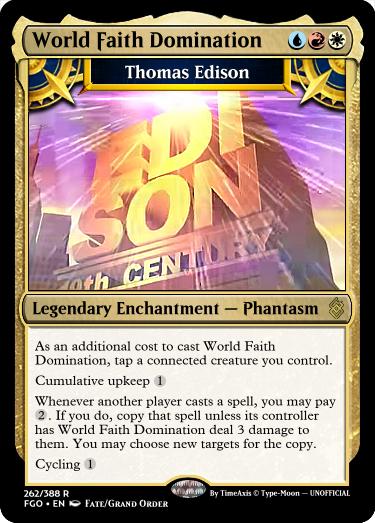 World Faith Domination
Thomas Edison
EDI
SON
CENTURY
Legendary Enchantment — Phantasm
As an additional cost to cast World Faith
Domination, tap a connected creature you control.
Cumulative upkeep 1
Whenever another player casts a spell, you may pay
2. If you do, copy that spell unless its controller
has World Faith Domination deal 3 damage to
them. You may choose new targets for the copy.
Cycling 1
262/388 R
FGO • EN Fate/Grand Order
By TimeAxis © Type-Moon — UNOFFICIAL